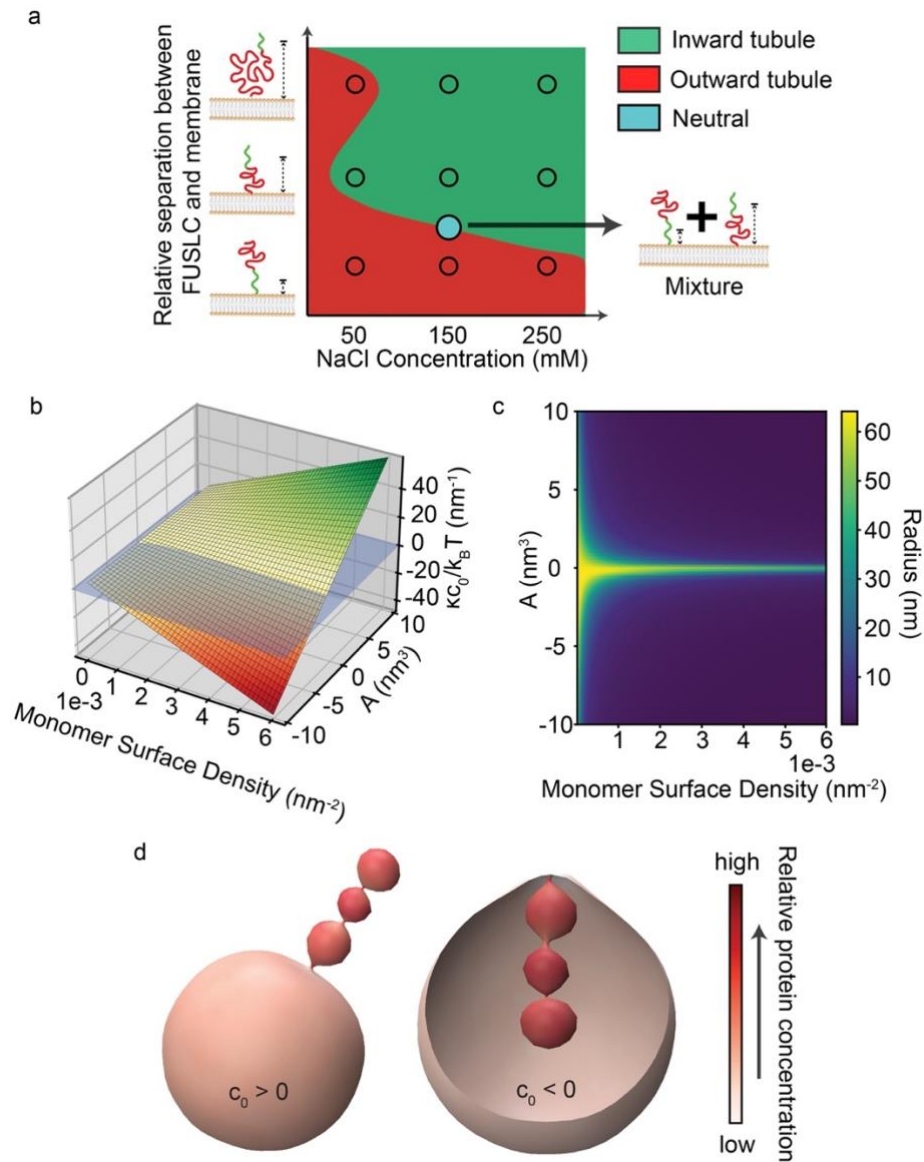 a
Relative separation between
FUSLC and membrane
Inward tubule
Outward tubule
Neutral
+
Mixture
50
150
250
NaCl Concentration (mM)
b
κc₀/k_B T (nm⁻¹)
40
20
0
-20
-40
10
5
0
-5
-10
A (nm³)
0
1
2
3
4
5
6
1e-3
Monomer Surface Density (nm⁻²)
c
A (nm³)
10
5
0
-5
-10
1
2
3
4
5
6
1e-3
Monomer Surface Density (nm⁻²)
60
50
40
30
20
10
Radius (nm)
d
c₀ > 0
c₀ < 0
high
low
Relative protein concentration